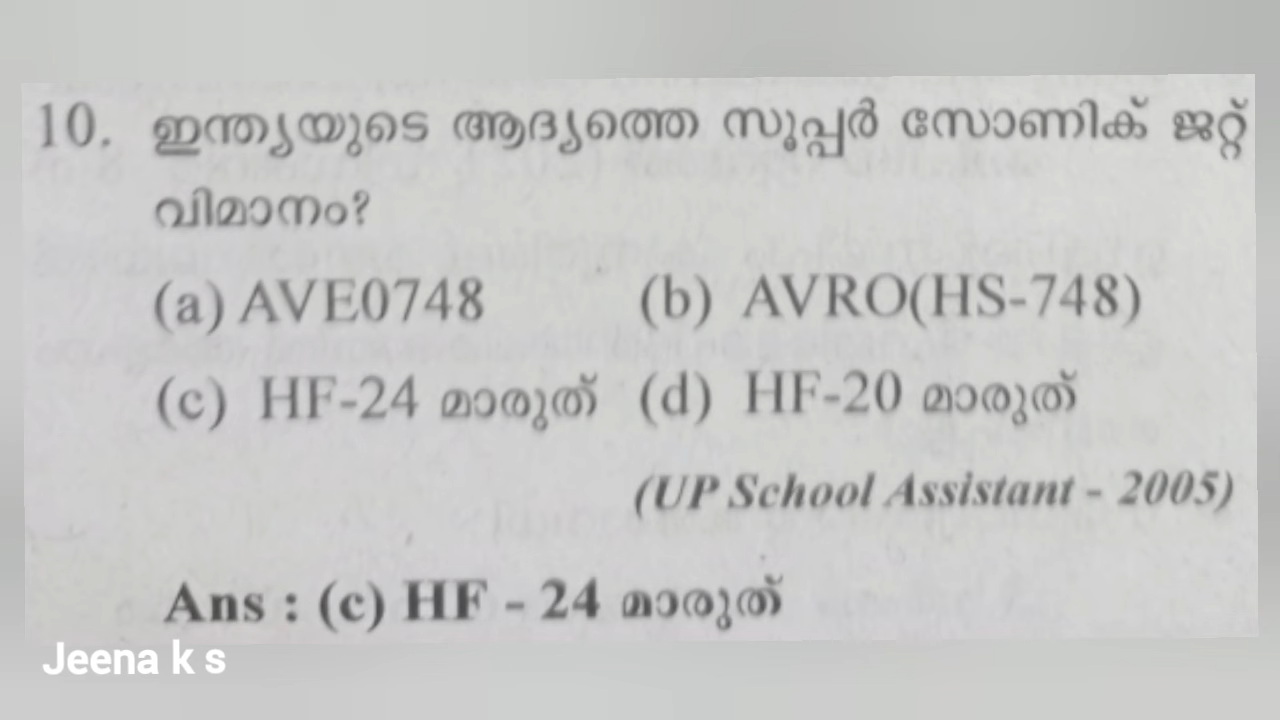 10. ഇന്ത്യയുടെ ആദ്യത്തെ സൂപ്പർ സോണിക് ജറ്റ്
വിമാനം?
(a) AVE0748 (b) AVRO(HS-748)
(c) HF-24 മാരുത് (d) HF-20 മാരുത്
(UP School Assistant - 2005)
Ans : (c) HF - 24 മാരുത്
Jeena k s